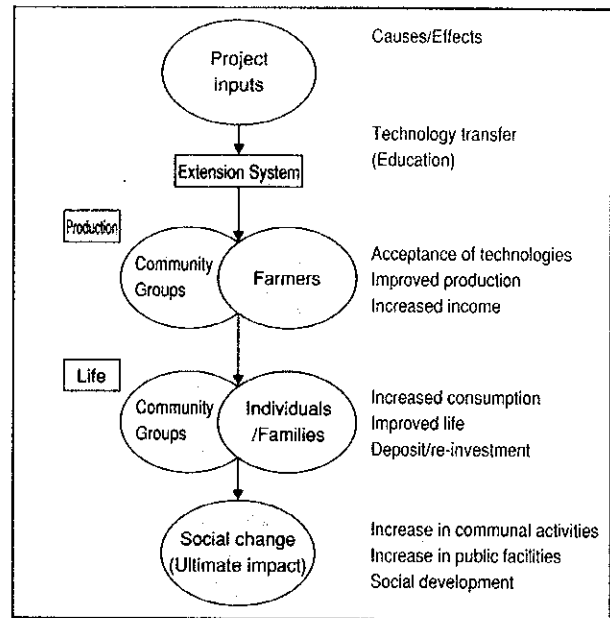 Causes/Effects
Project
inputs
Technology transfer
(Education)
Extension System
Production
Community
Groups
Farmers
Acceptance of technologies
Improved production
Increased income
Life
Community
Groups
Individuals
/Families
Increased consumption
Improved life
Deposit/re-investment
Social change
(Ultimate impact)
Increase in communal activities
Increase in public facilities
Social development